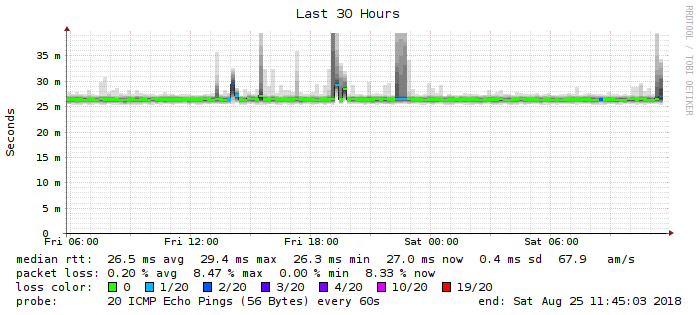 Last 30 Hours
RRDTOOL / TOBI OETIKER
Seconds
35 m
30 m
25 m
20 m
15 m
10 m
5 m
0
Fri 06:00 Fri 12:00 Fri 18:00 Sat 00:00 Sat 06:00
median rtt: 26.5 ms avg 29.4 ms max 26.3 ms min 27.0 ms now 0.4 ms sd 67.9 am/s
packet loss: 0.20 % avg 8.47 % max 0.00 % min 8.33 % now
loss color: 0 1/20 2/20 3/20 4/20 10/20 19/20
probe: 20 ICMP Echo Pings (56 Bytes) every 60s end: Sat Aug 25 11:45:03 2018